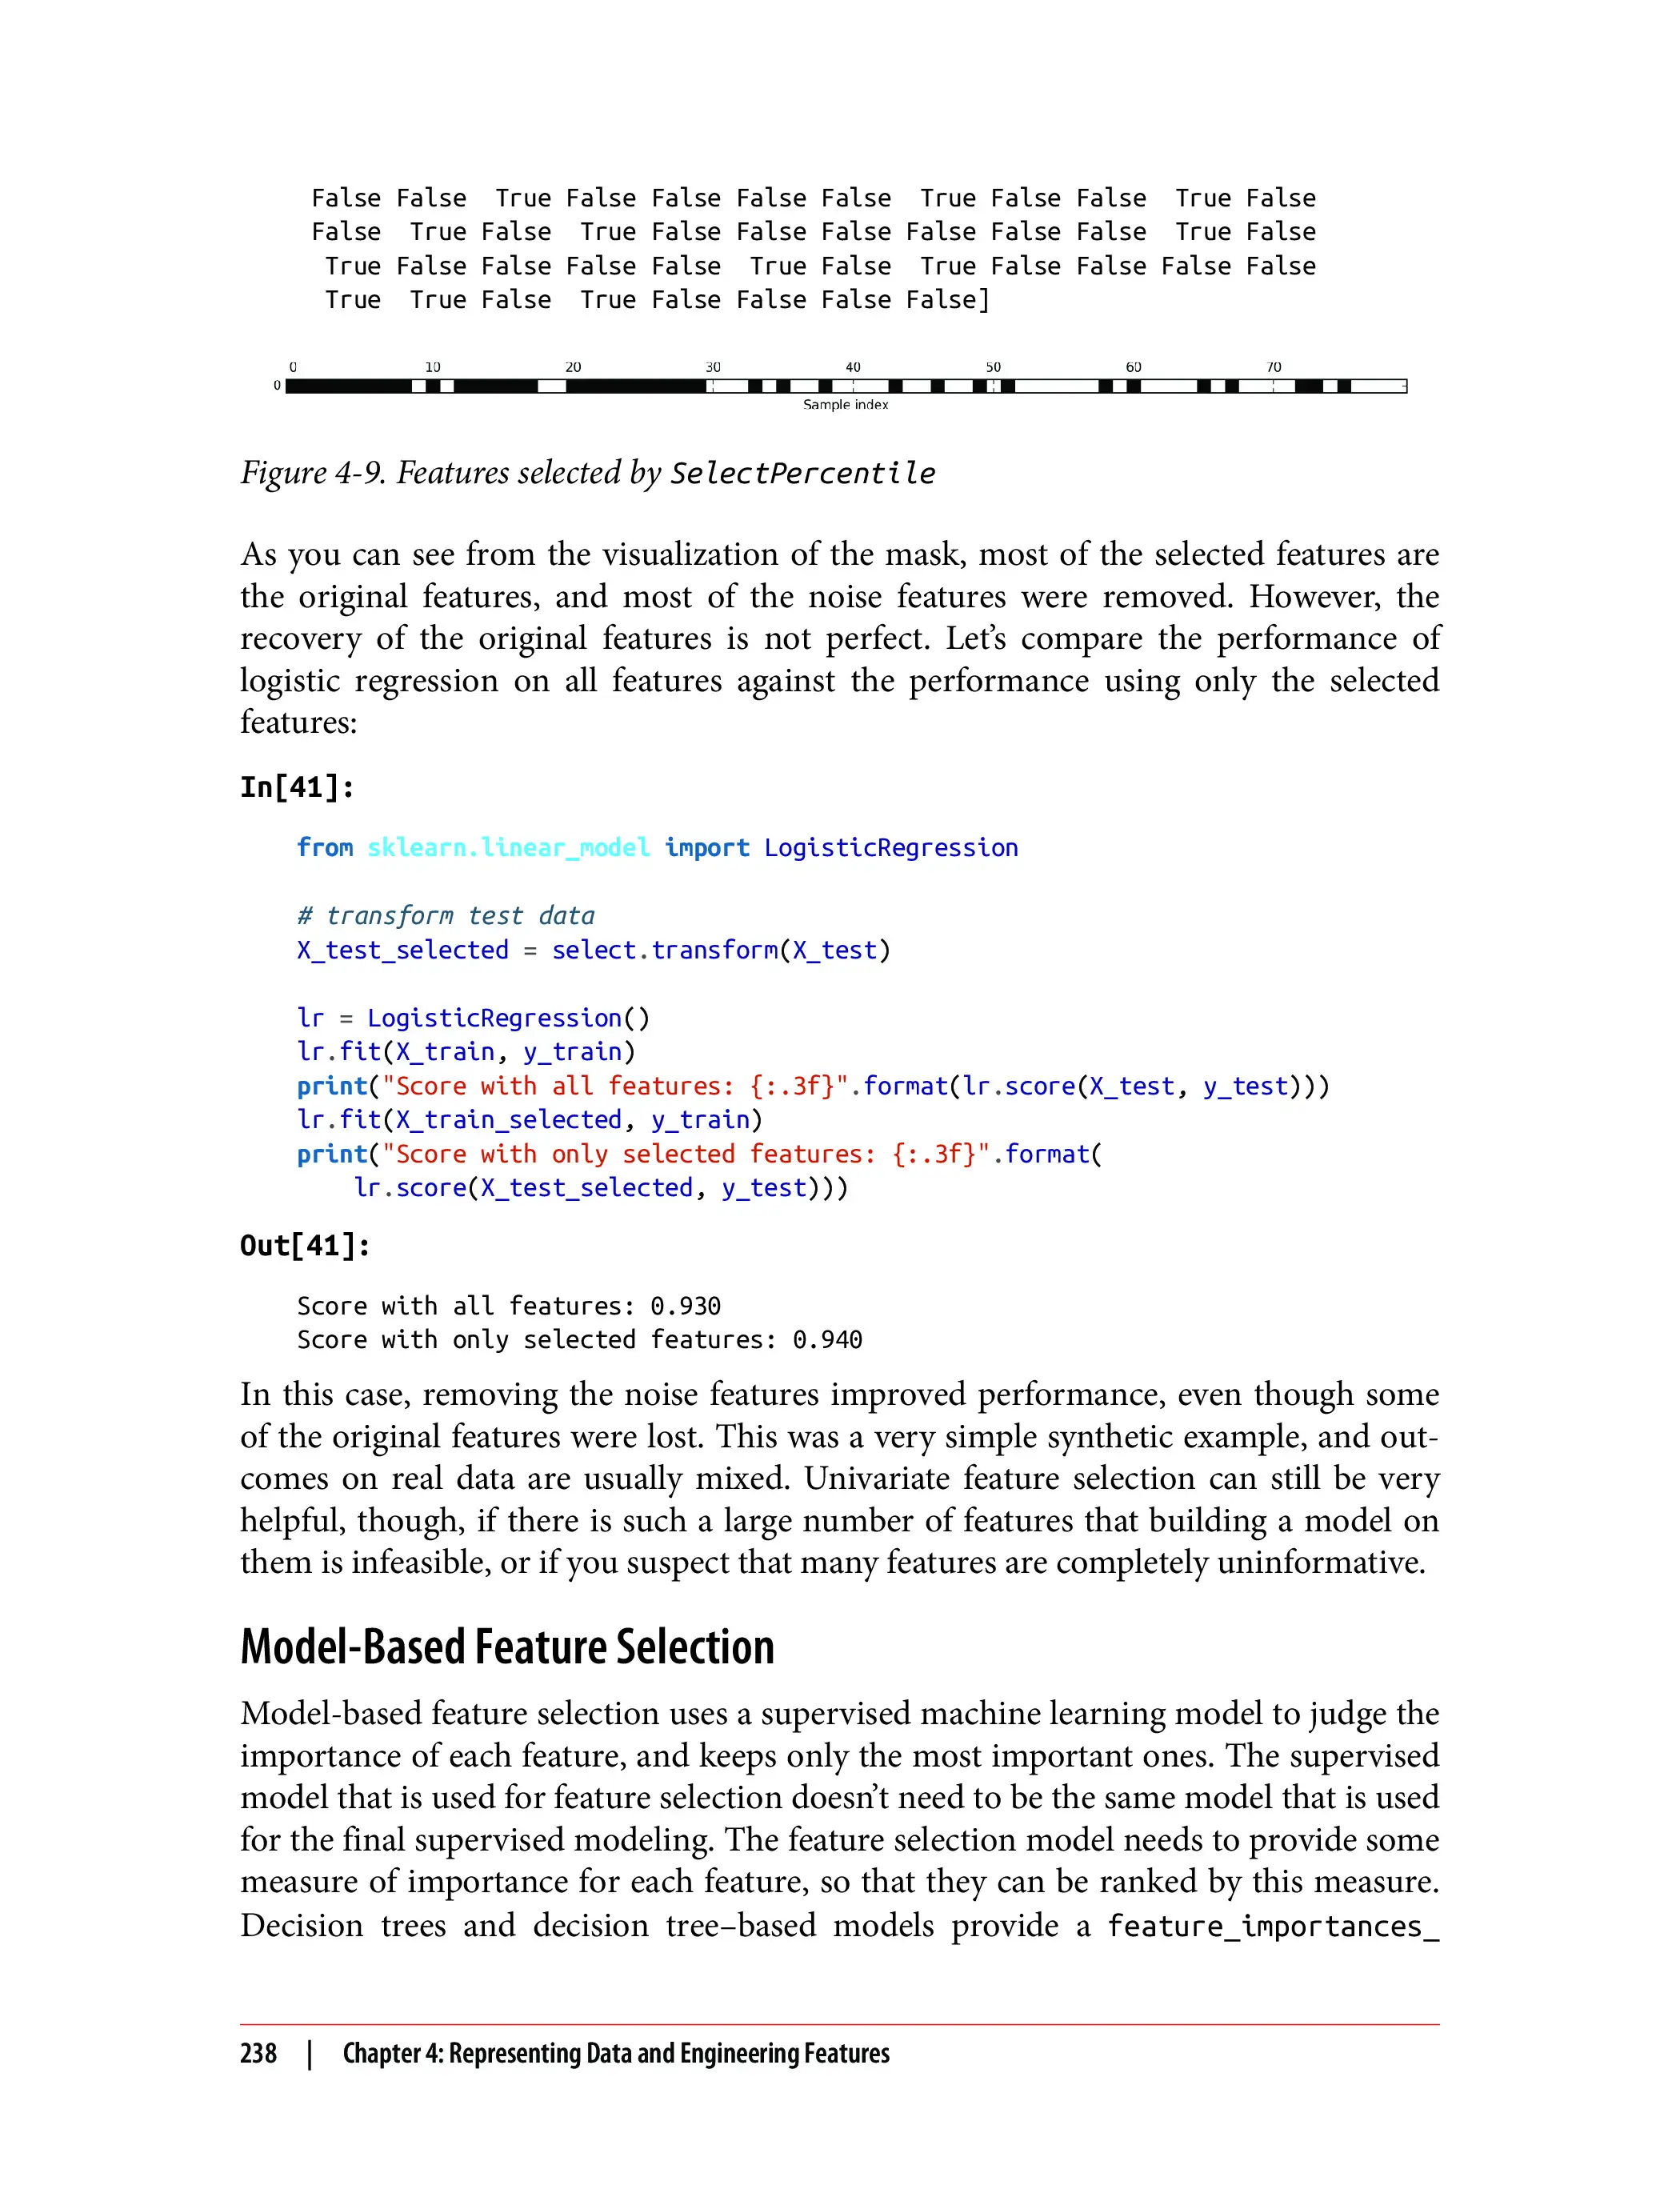 False False  True False False False False  True False False  True False
False  True False  True False False False False False False  True False
True False False False False  True False  True False False False False
True  True False  True False False False False]
0 10 20 30 40 50 60 70
0
Sample index
Figure 4-9. Features selected by SelectPercentile
As you can see from the visualization of the mask, most of the selected features are
the original features, and most of the noise features were removed. However, the
recovery of the original features is not perfect. Let’s compare the performance of
logistic regression on all features against the performance using only the selected
features:
In[41]:
from sklearn.linear_model import LogisticRegression
# transform test data
X_test_selected = select.transform(X_test)
lr = LogisticRegression()
lr.fit(X_train, y_train)
print("Score with all features: {:.3f}".format(lr.score(X_test, y_test)))
lr.fit(X_train_selected, y_train)
print("Score with only selected features: {:.3f}".format(
    lr.score(X_test_selected, y_test)))
Out[41]:
Score with all features: 0.930
Score with only selected features: 0.940
In this case, removing the noise features improved performance, even though some
of the original features were lost. This was a very simple synthetic example, and out-
comes on real data are usually mixed. Univariate feature selection can still be very
helpful, though, if there is such a large number of features that building a model on
them is infeasible, or if you suspect that many features are completely uninformative.
Model-Based Feature Selection
Model-based feature selection uses a supervised machine learning model to judge the
importance of each feature, and keeps only the most important ones. The supervised
model that is used for feature selection doesn’t need to be the same model that is used
for the final supervised modeling. The feature selection model needs to provide some
measure of importance for each feature, so that they can be ranked by this measure.
Decision trees and decision tree–based models provide a feature_importances_
238 | Chapter 4: Representing Data and Engineering Features